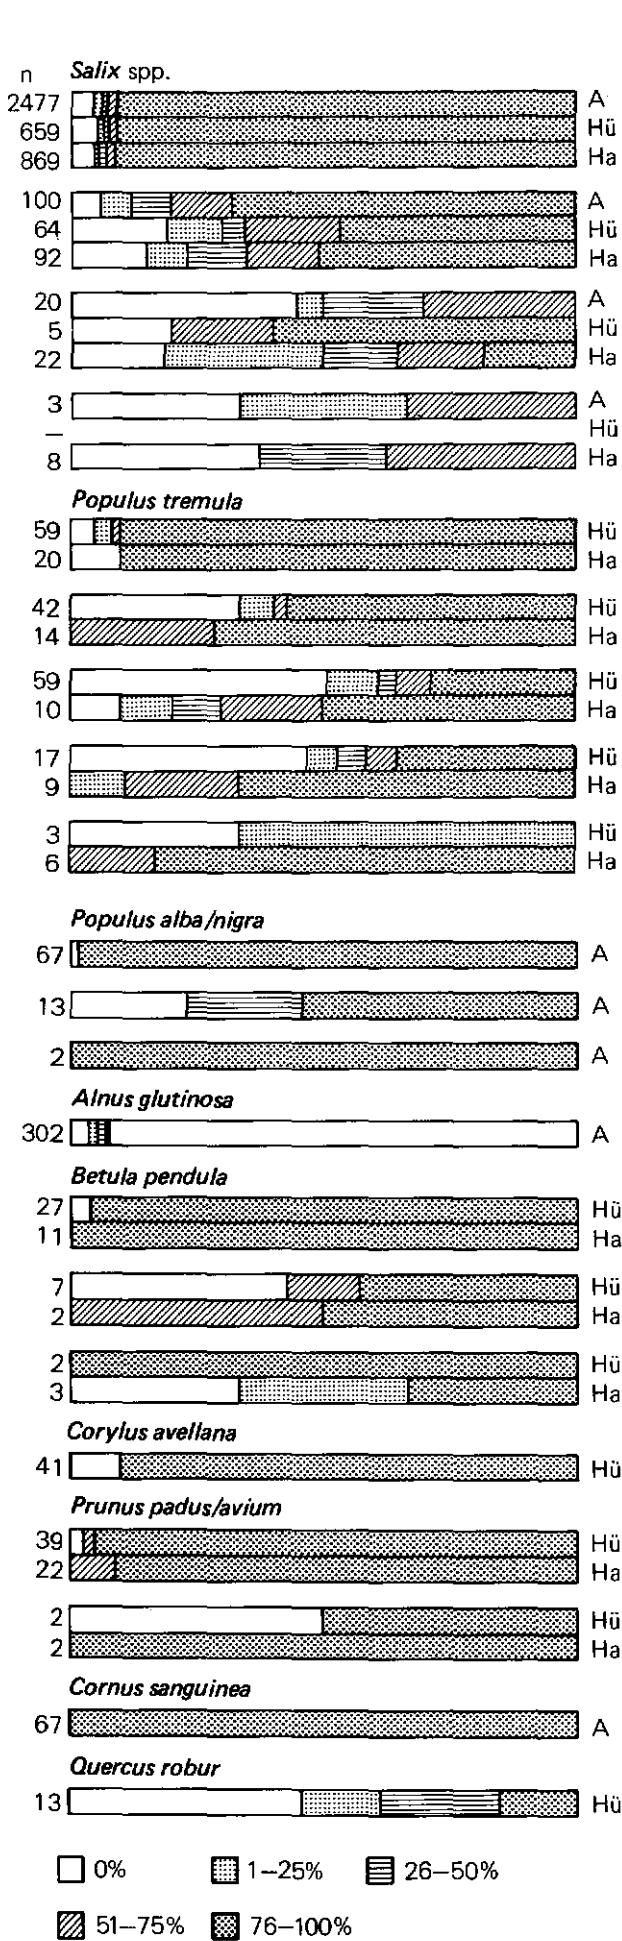 n Salix spp.
2477 A
659 Hü
869 Ha
100 A
64 Hü
92 Ha
20 A
5 Hü
22 Ha
3 A
– Hü
8 Ha
Populus tremula
59 Hü
20 Ha
42 Hü
14 Ha
59 Hü
10 Ha
17 Hü
9 Ha
3 Hü
6 Ha
Populus alba/nigra
67 A
13 A
2 A
Alnus glutinosa
302 A
Betula pendula
27 Hü
11 Ha
7 Hü
2 Ha
2 Hü
3 Ha
Corylus avellana
41 Hü
Prunus padus/avium
39 Hü
22 Ha
2 Hü
2 Ha
Cornus sanguinea
67 A
Quercus robur
13 Hü
0% 1–25% 26–50%
51–75% 76–100%